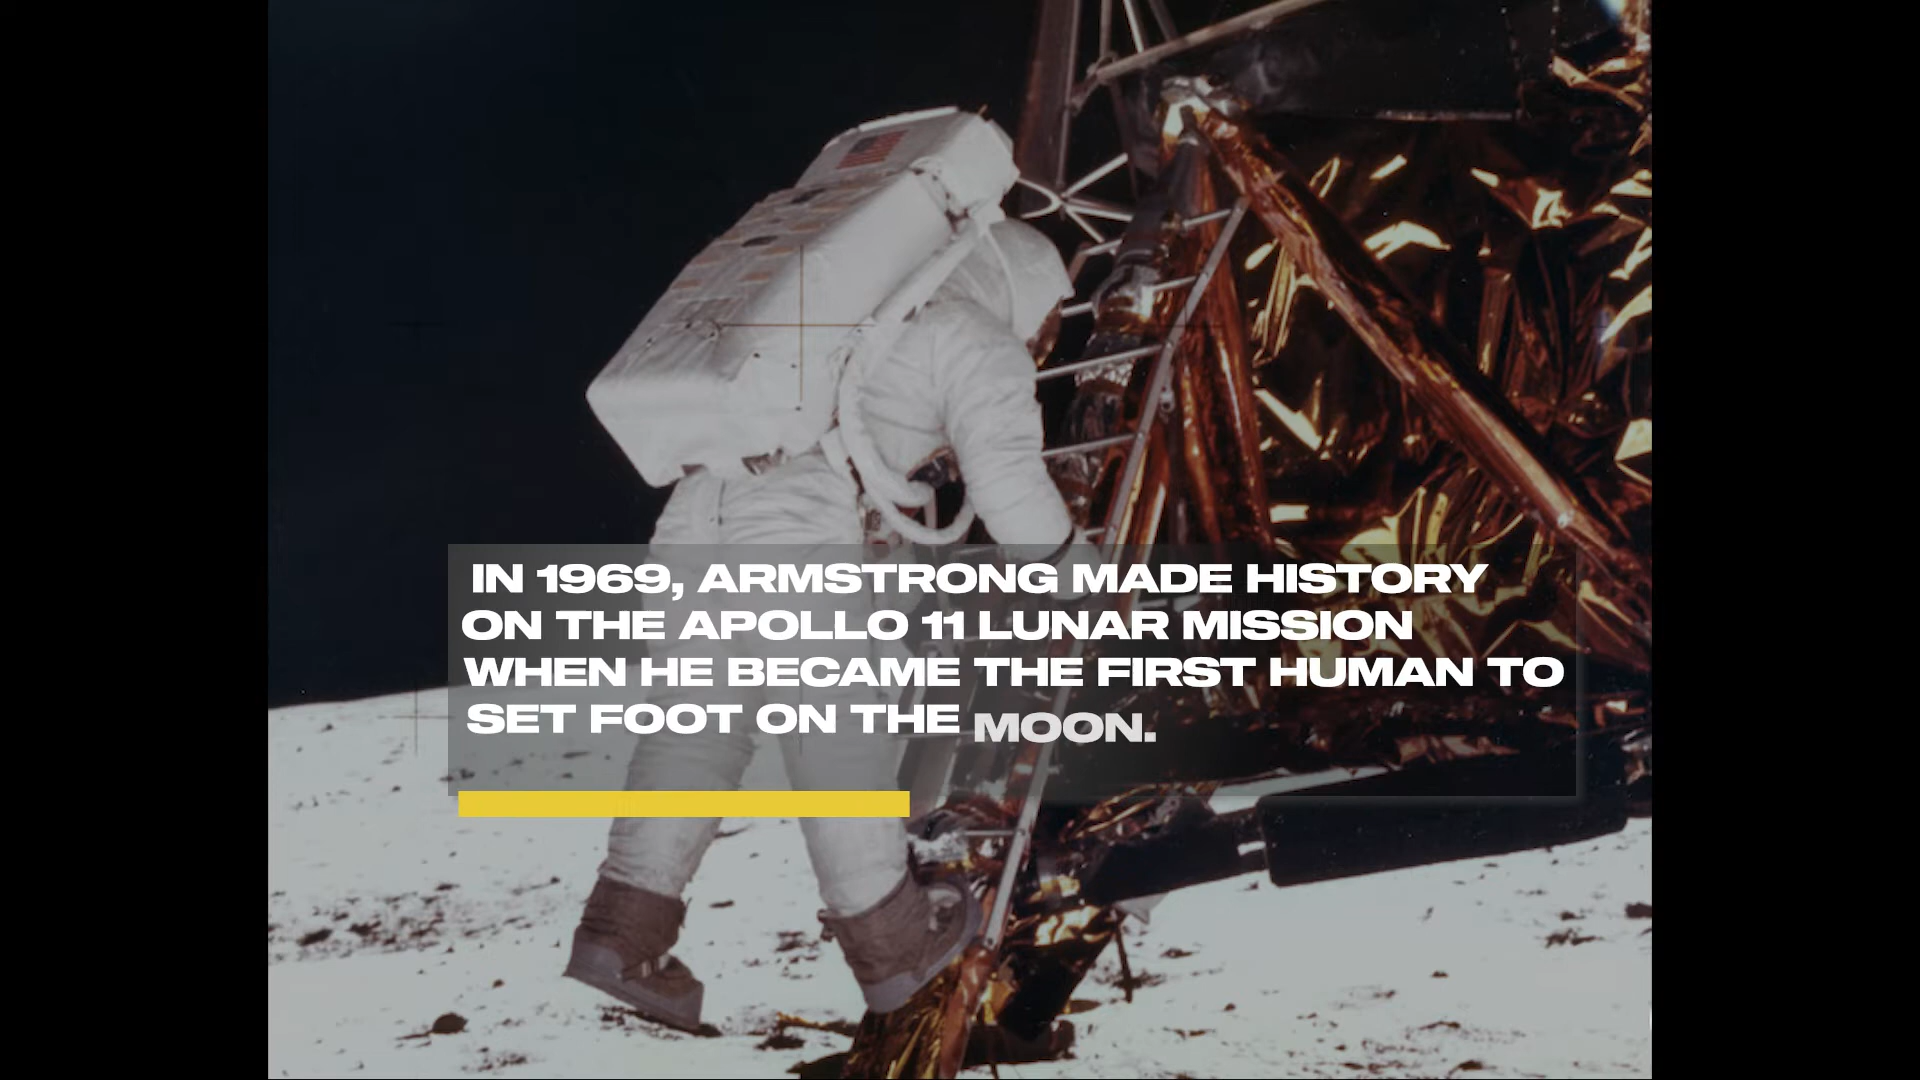 IN 1969, ARMSTRONG MADE HISTORY
ON THE APOLLO 11 LUNAR MISSION
WHEN HE BECAME THE FIRST HUMAN TO
SET FOOT ON THE MOON.